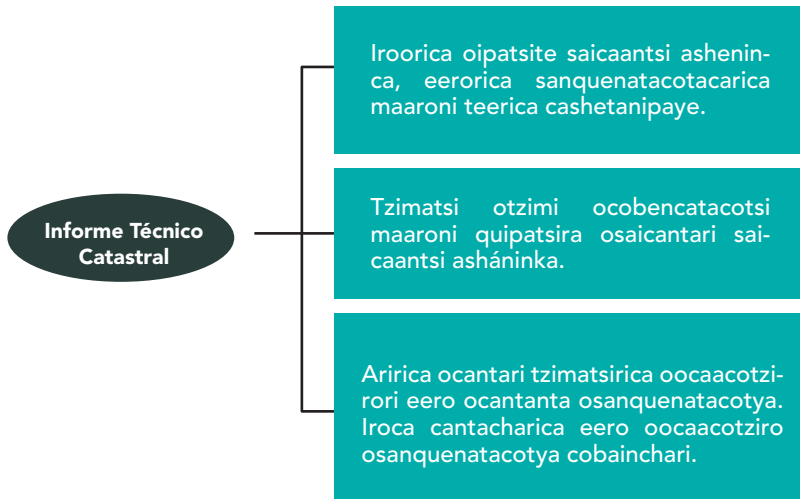 Informe Técnico
Catastral
Iroorica oipatsite saicaantsi ashenin-
ca, eerorica sanquenatacotacarica
maaroni teerica cashetanipaye.
Tzimatsi otzimi ocobencatacotsi
maaroni quipatsira osaicantari sai-
caantsi asháninka.
Aririca ocantari tzimatsirica oocaacotzi-
rori eero ocantanta osanquenatacotya.
Iroca cantacharica eero oocaacotziro
osanquenatacotya cobainchari.